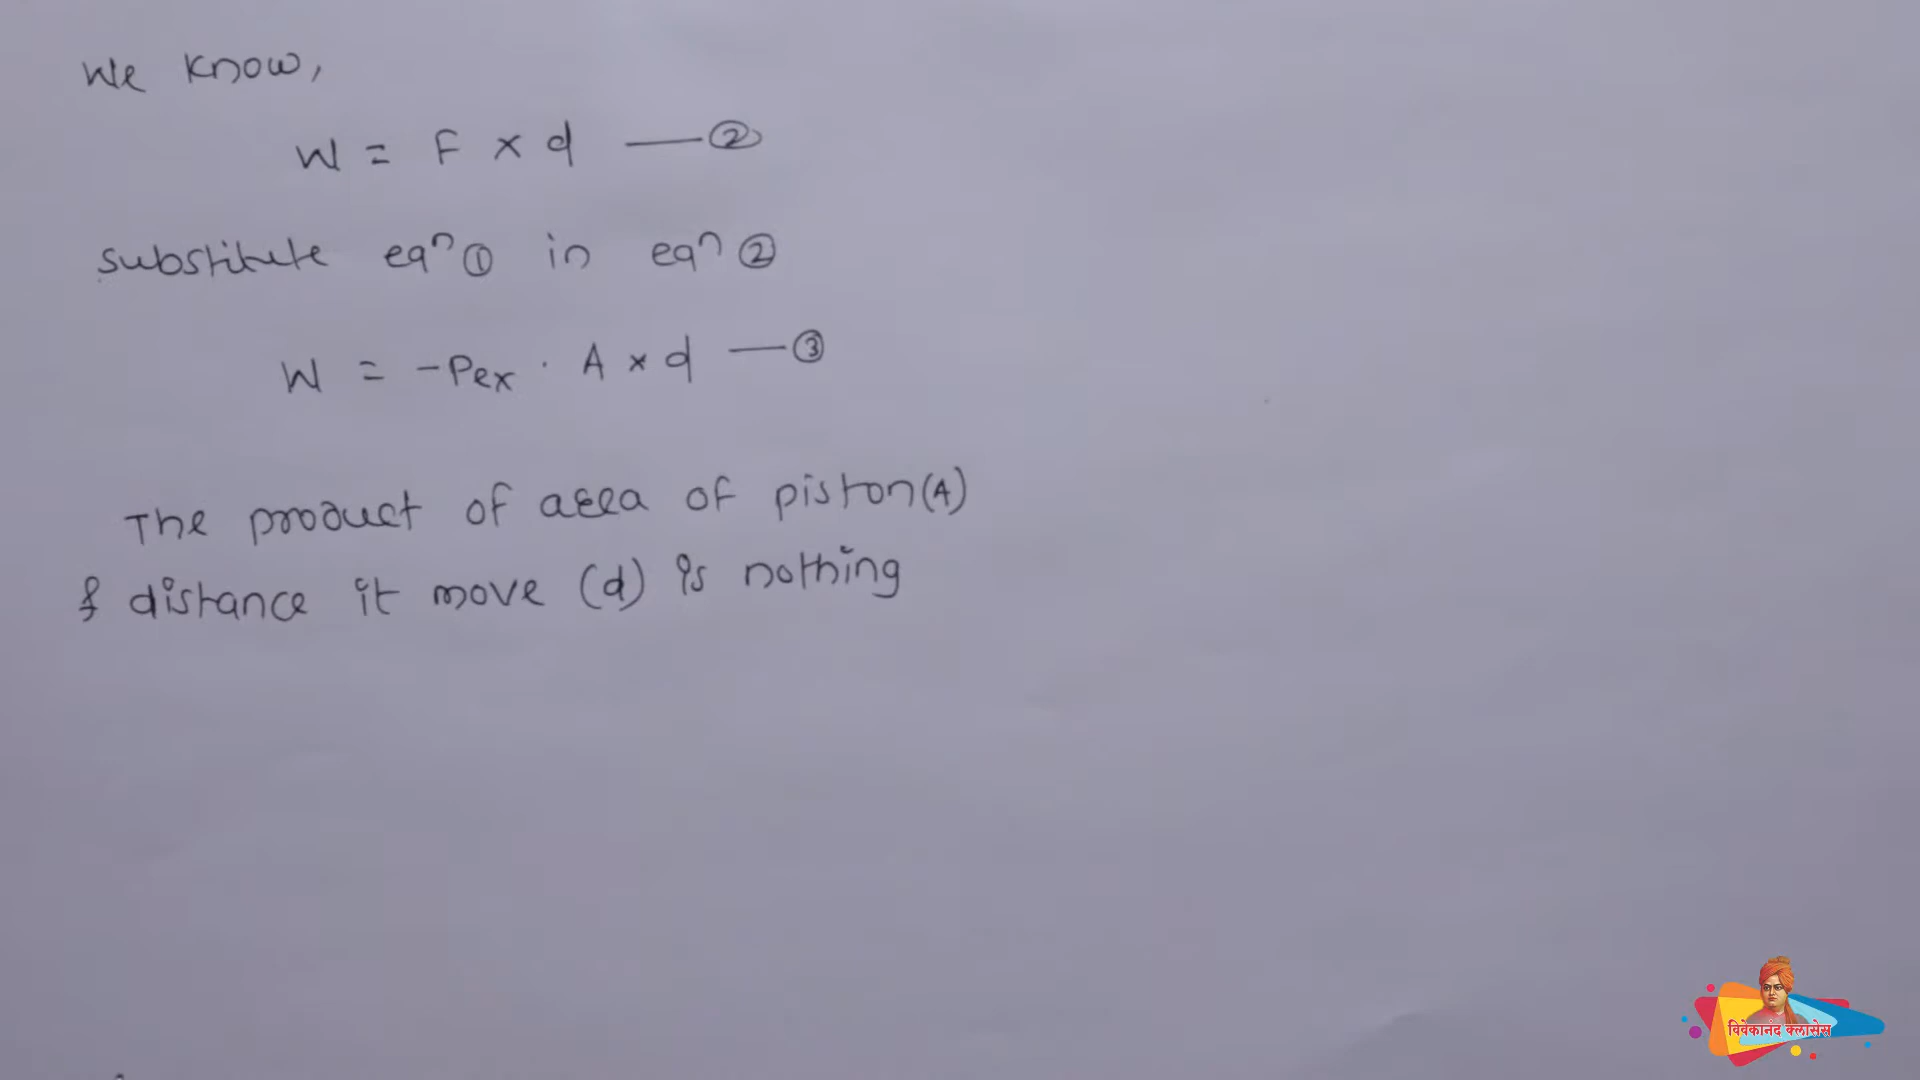 We know,
W = F × d —②
substitute eqⁿ ① in eqⁿ ②
W = -Pex · A × d —③
The product of area of piston(A)
& distance it move (d) is nothing
विवेकानंद क्लासेस